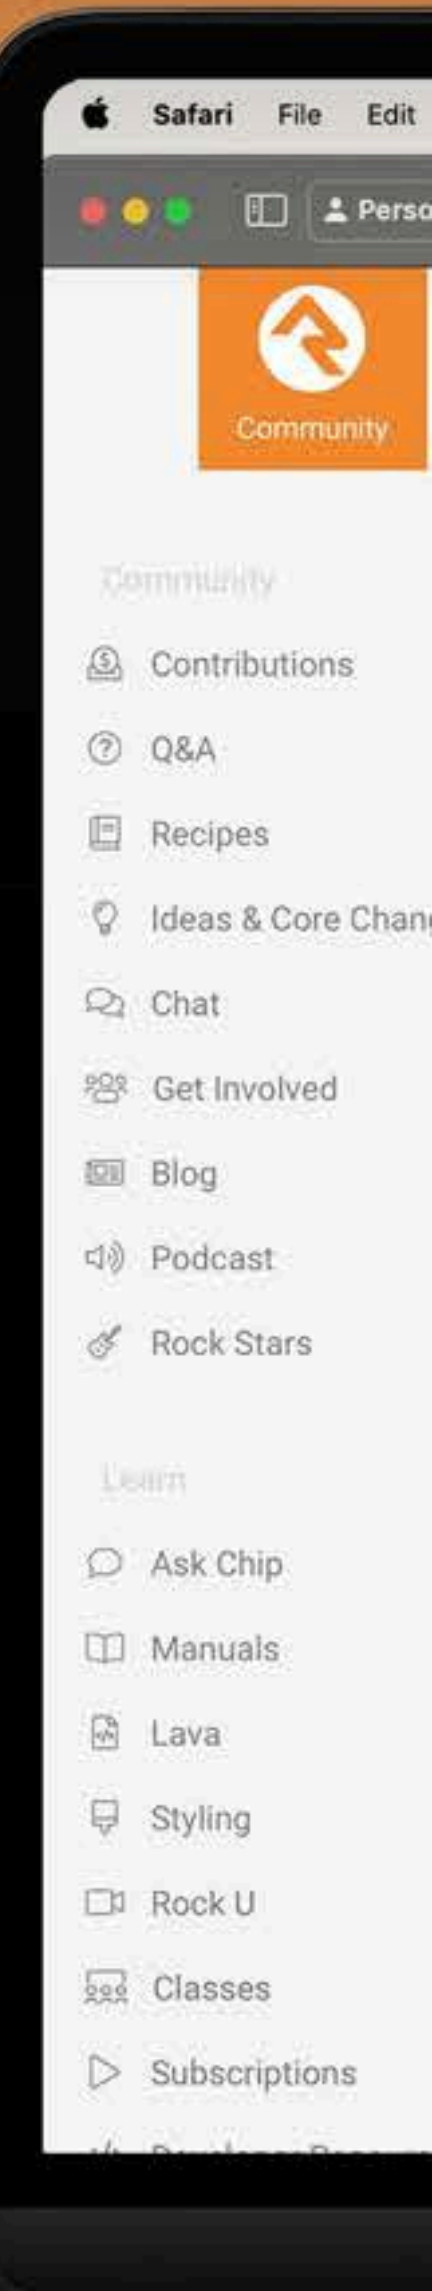 Safari File Edit
Perso
Community
Community
Contributions
Q&A
Recipes
Ideas & Core Chang
Chat
Get Involved
Blog
Podcast
Rock Stars
Learn
Ask Chip
Manuals
Lava
Styling
Rock U
Classes
Subscriptions